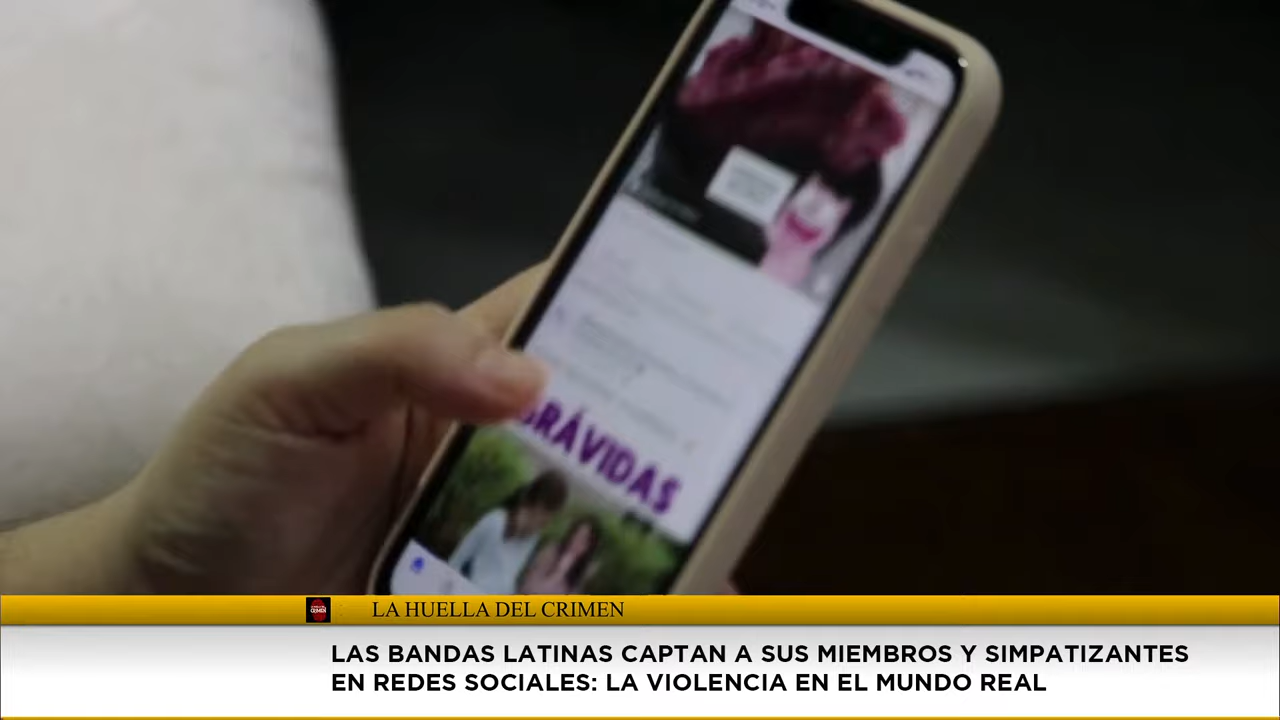 GRÁVIDAS
LA HUELLA DEL CRIMEN
LAS BANDAS LATINAS CAPTAN A SUS MIEMBROS Y SIMPATIZANTES
EN REDES SOCIALES: LA VIOLENCIA EN EL MUNDO REAL